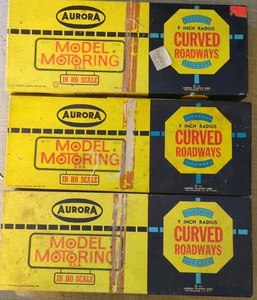 AURORA
MODEL
MOTORING
IN HO SCALE
9 INCH RADIUS
CURVED
ROADWAYS
AURORA
MODEL
MOTORING
IN HO SCALE
9 INCH RADIUS
CURVED
ROADWAYS
AURORA
MODEL
MOTORING
IN HO SCALE
9 INCH RADIUS
CURVED
ROADWAYS